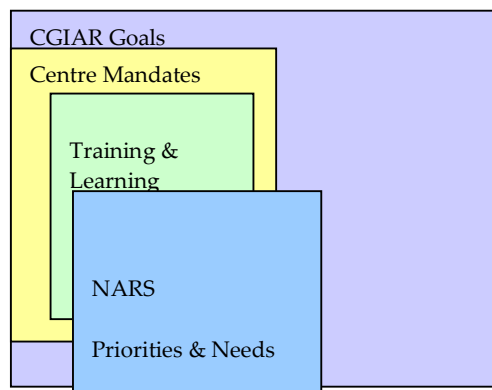 CGIAR Goals
Centre Mandates
Training &
Learning
NARS
Priorities & Needs